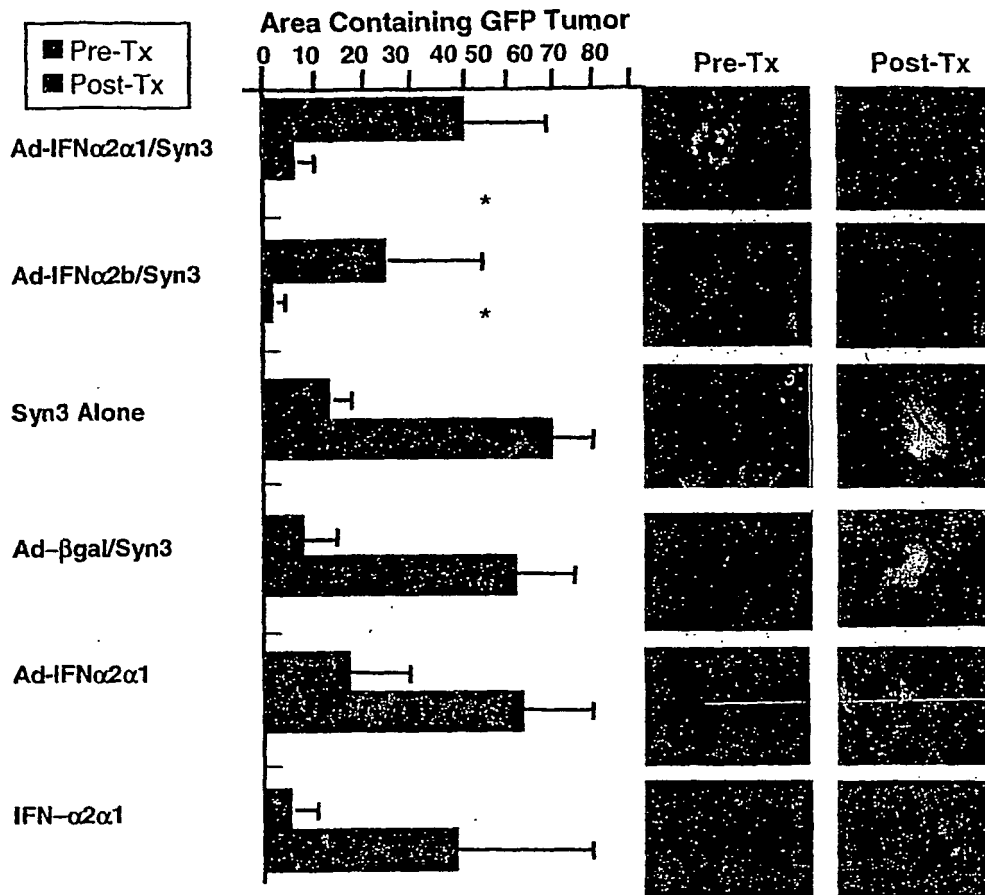 Area Containing GFP Tumor
■ Pre-Tx
■ Post-Tx
0 10 20 30 40 50 60 70 80
Pre-Tx Post-Tx
Ad-IFNα2α1/Syn3
*
Ad-IFNα2b/Syn3
*
Syn3 Alone
Ad–βgal/Syn3
Ad-IFNα2α1
IFN–α2α1